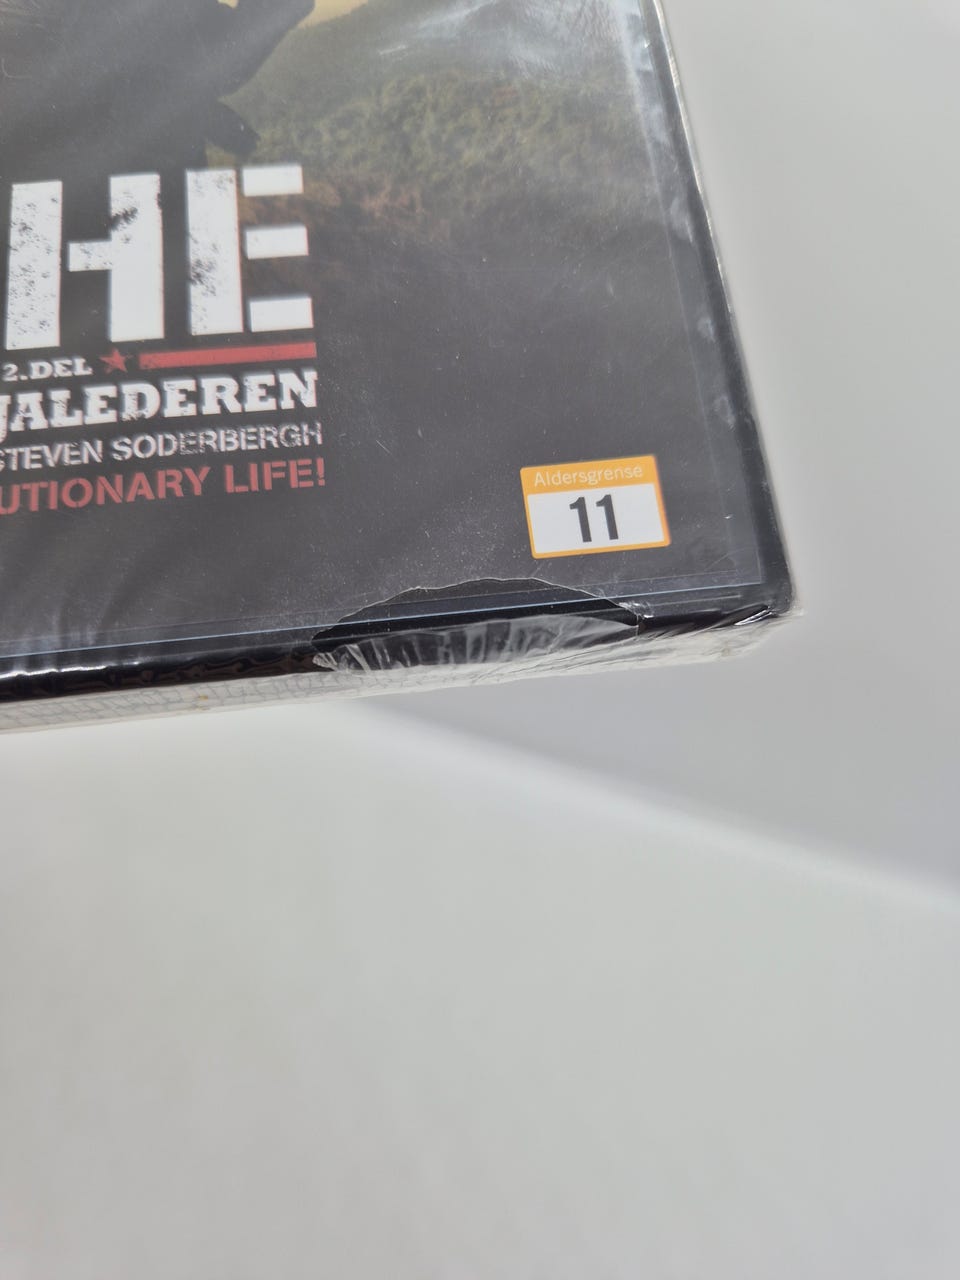 HE
2.DEL
JALEDEREN
STEVEN SODERBERGH
UTIONARY LIFE!
Aldersgrense
11